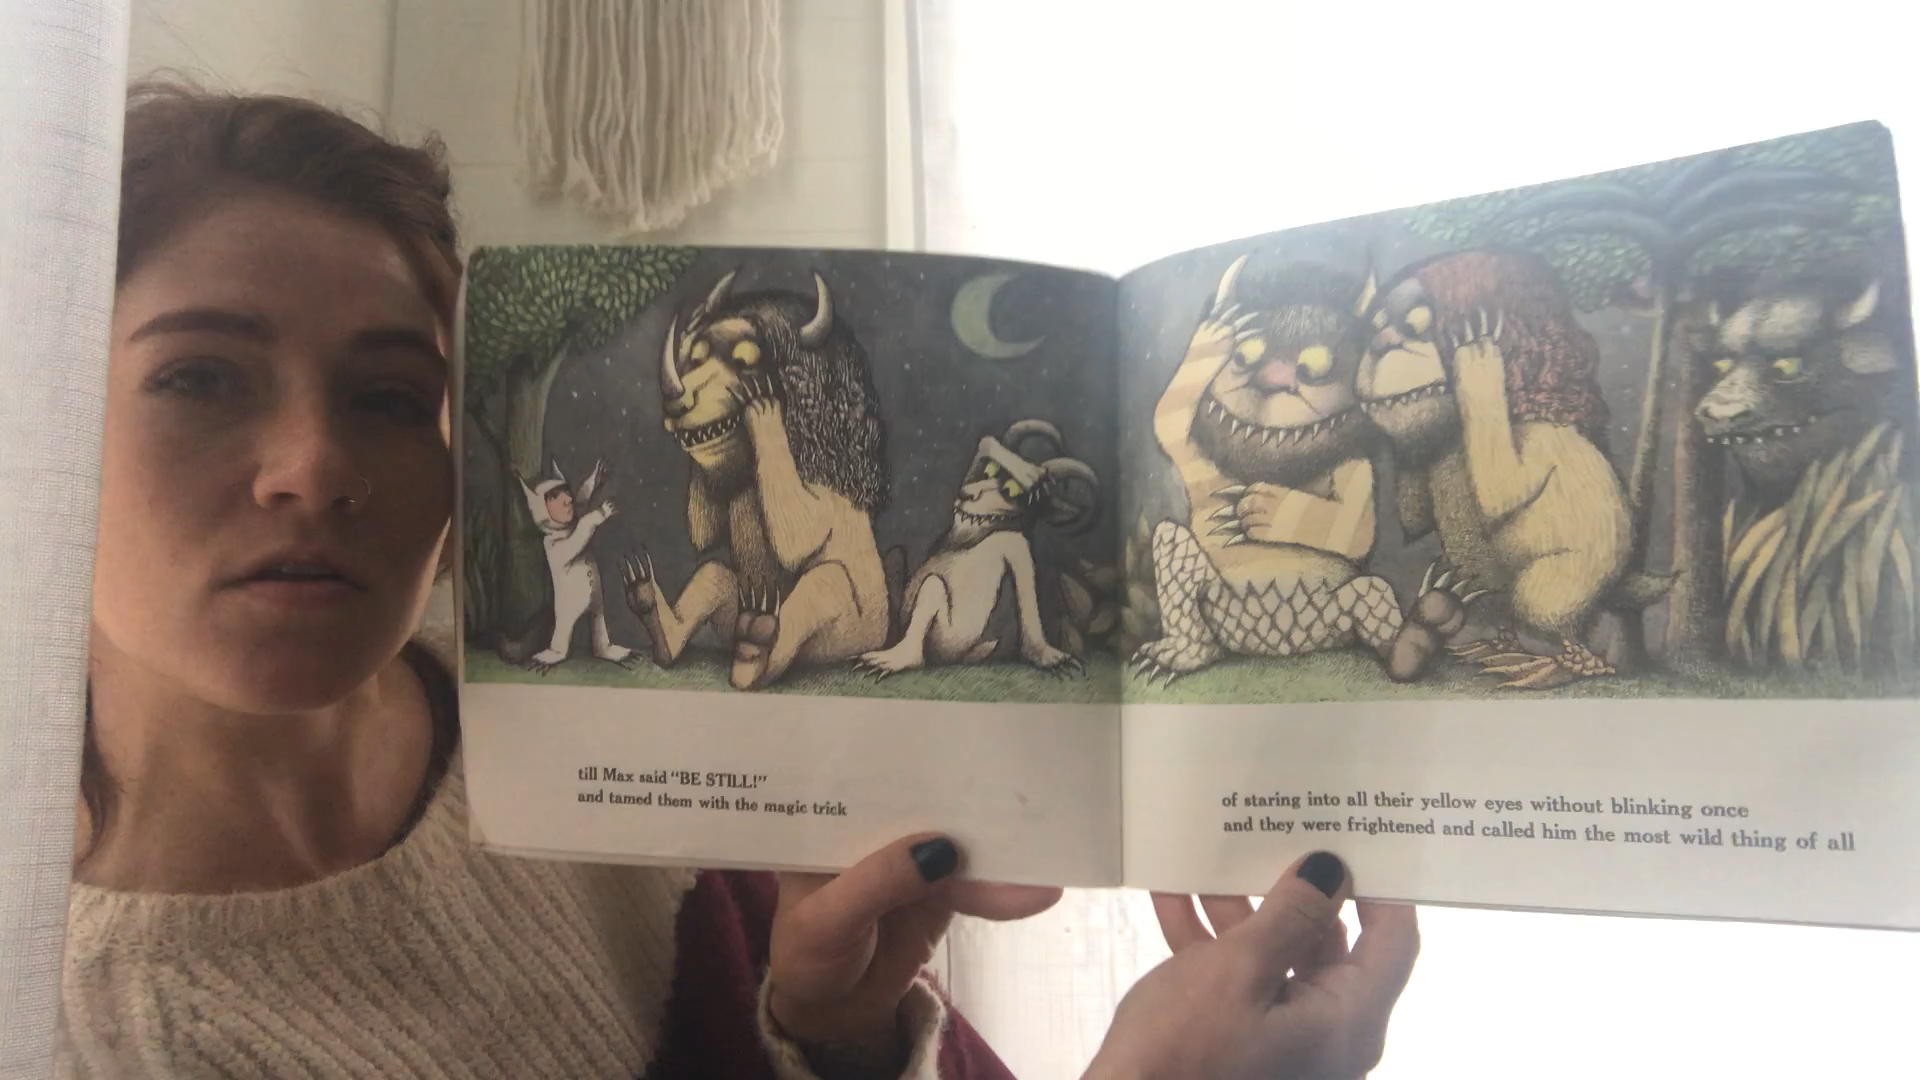 till Max said "BE STILL!"
and tamed them with the magic trick
of staring into all their yellow eyes without blinking once
and they were frightened and called him the most wild thing of all